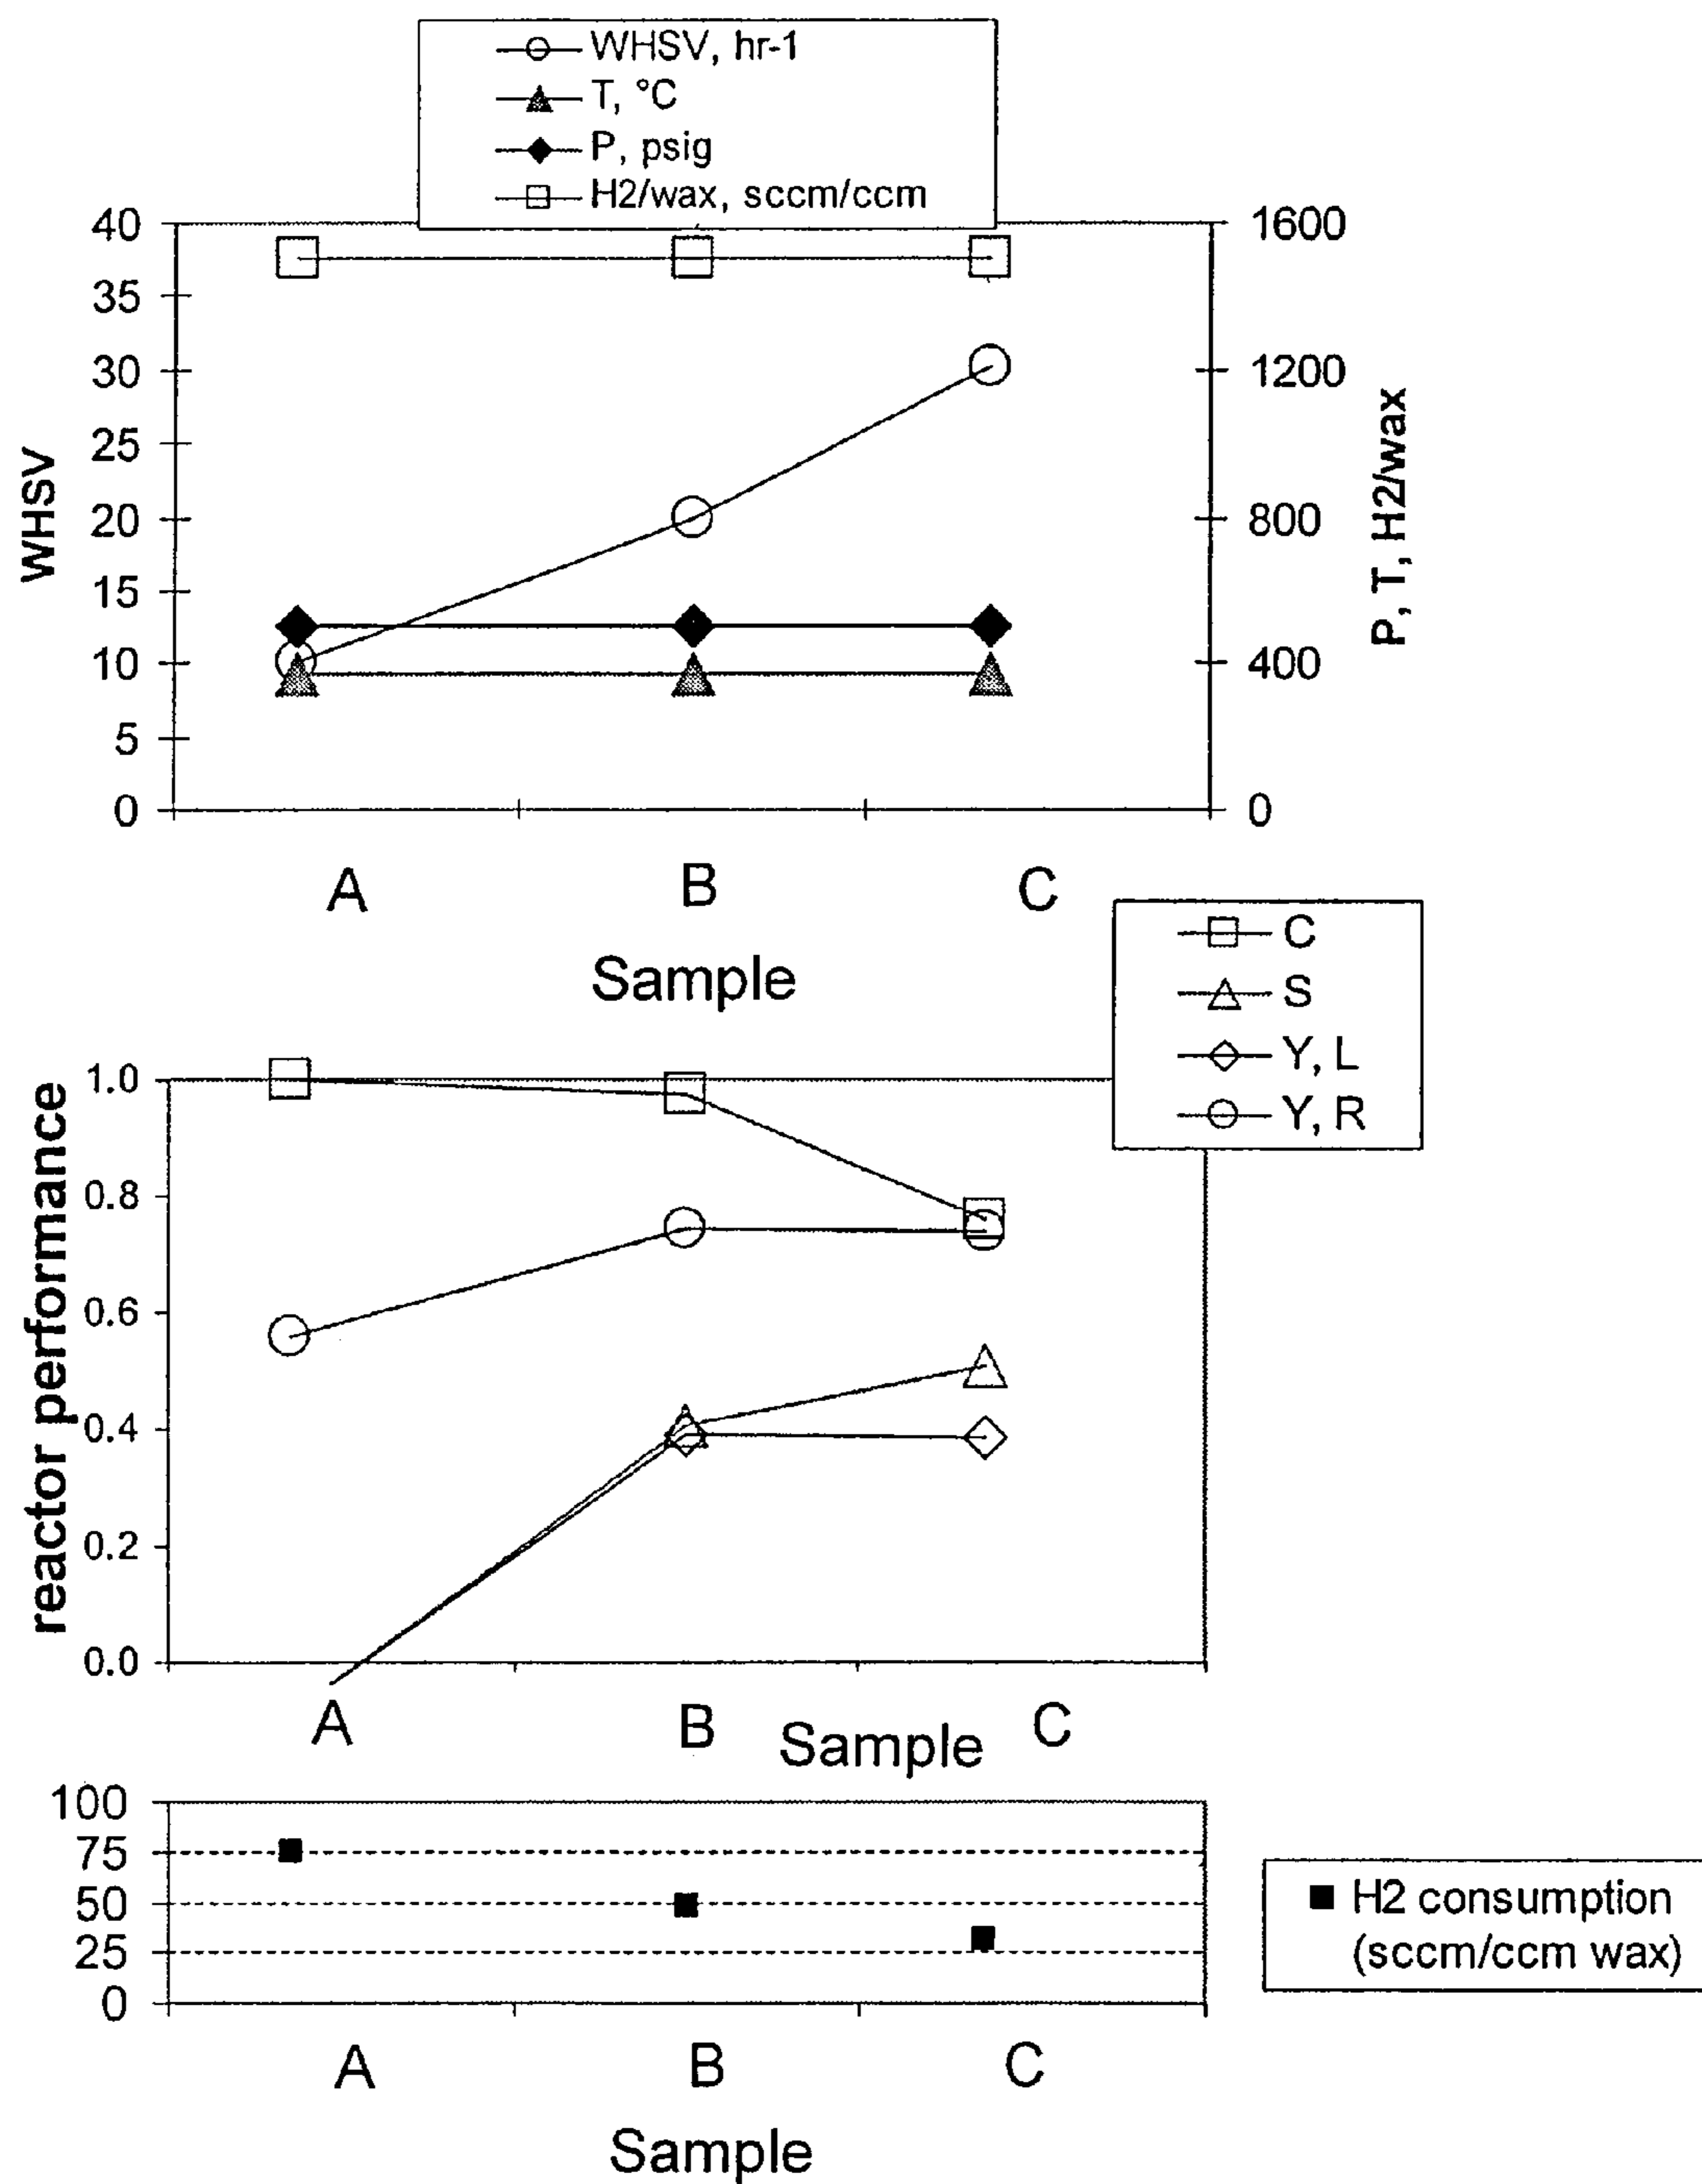 WHSV, hr-1
T, °C
P, psig
H2/wax, sccm/ccm
40
35
30
25
20
15
10
5
0
WHSV
1600
1200
800
400
0
P, T, H2/wax
A B C
Sample
C
S
Y, L
Y, R
1.0
0.8
0.6
0.4
0.2
0.0
reactor performance
A B C
Sample
100
75
50
25
0
H2 consumption
(sccm/ccm wax)
A B C
Sample